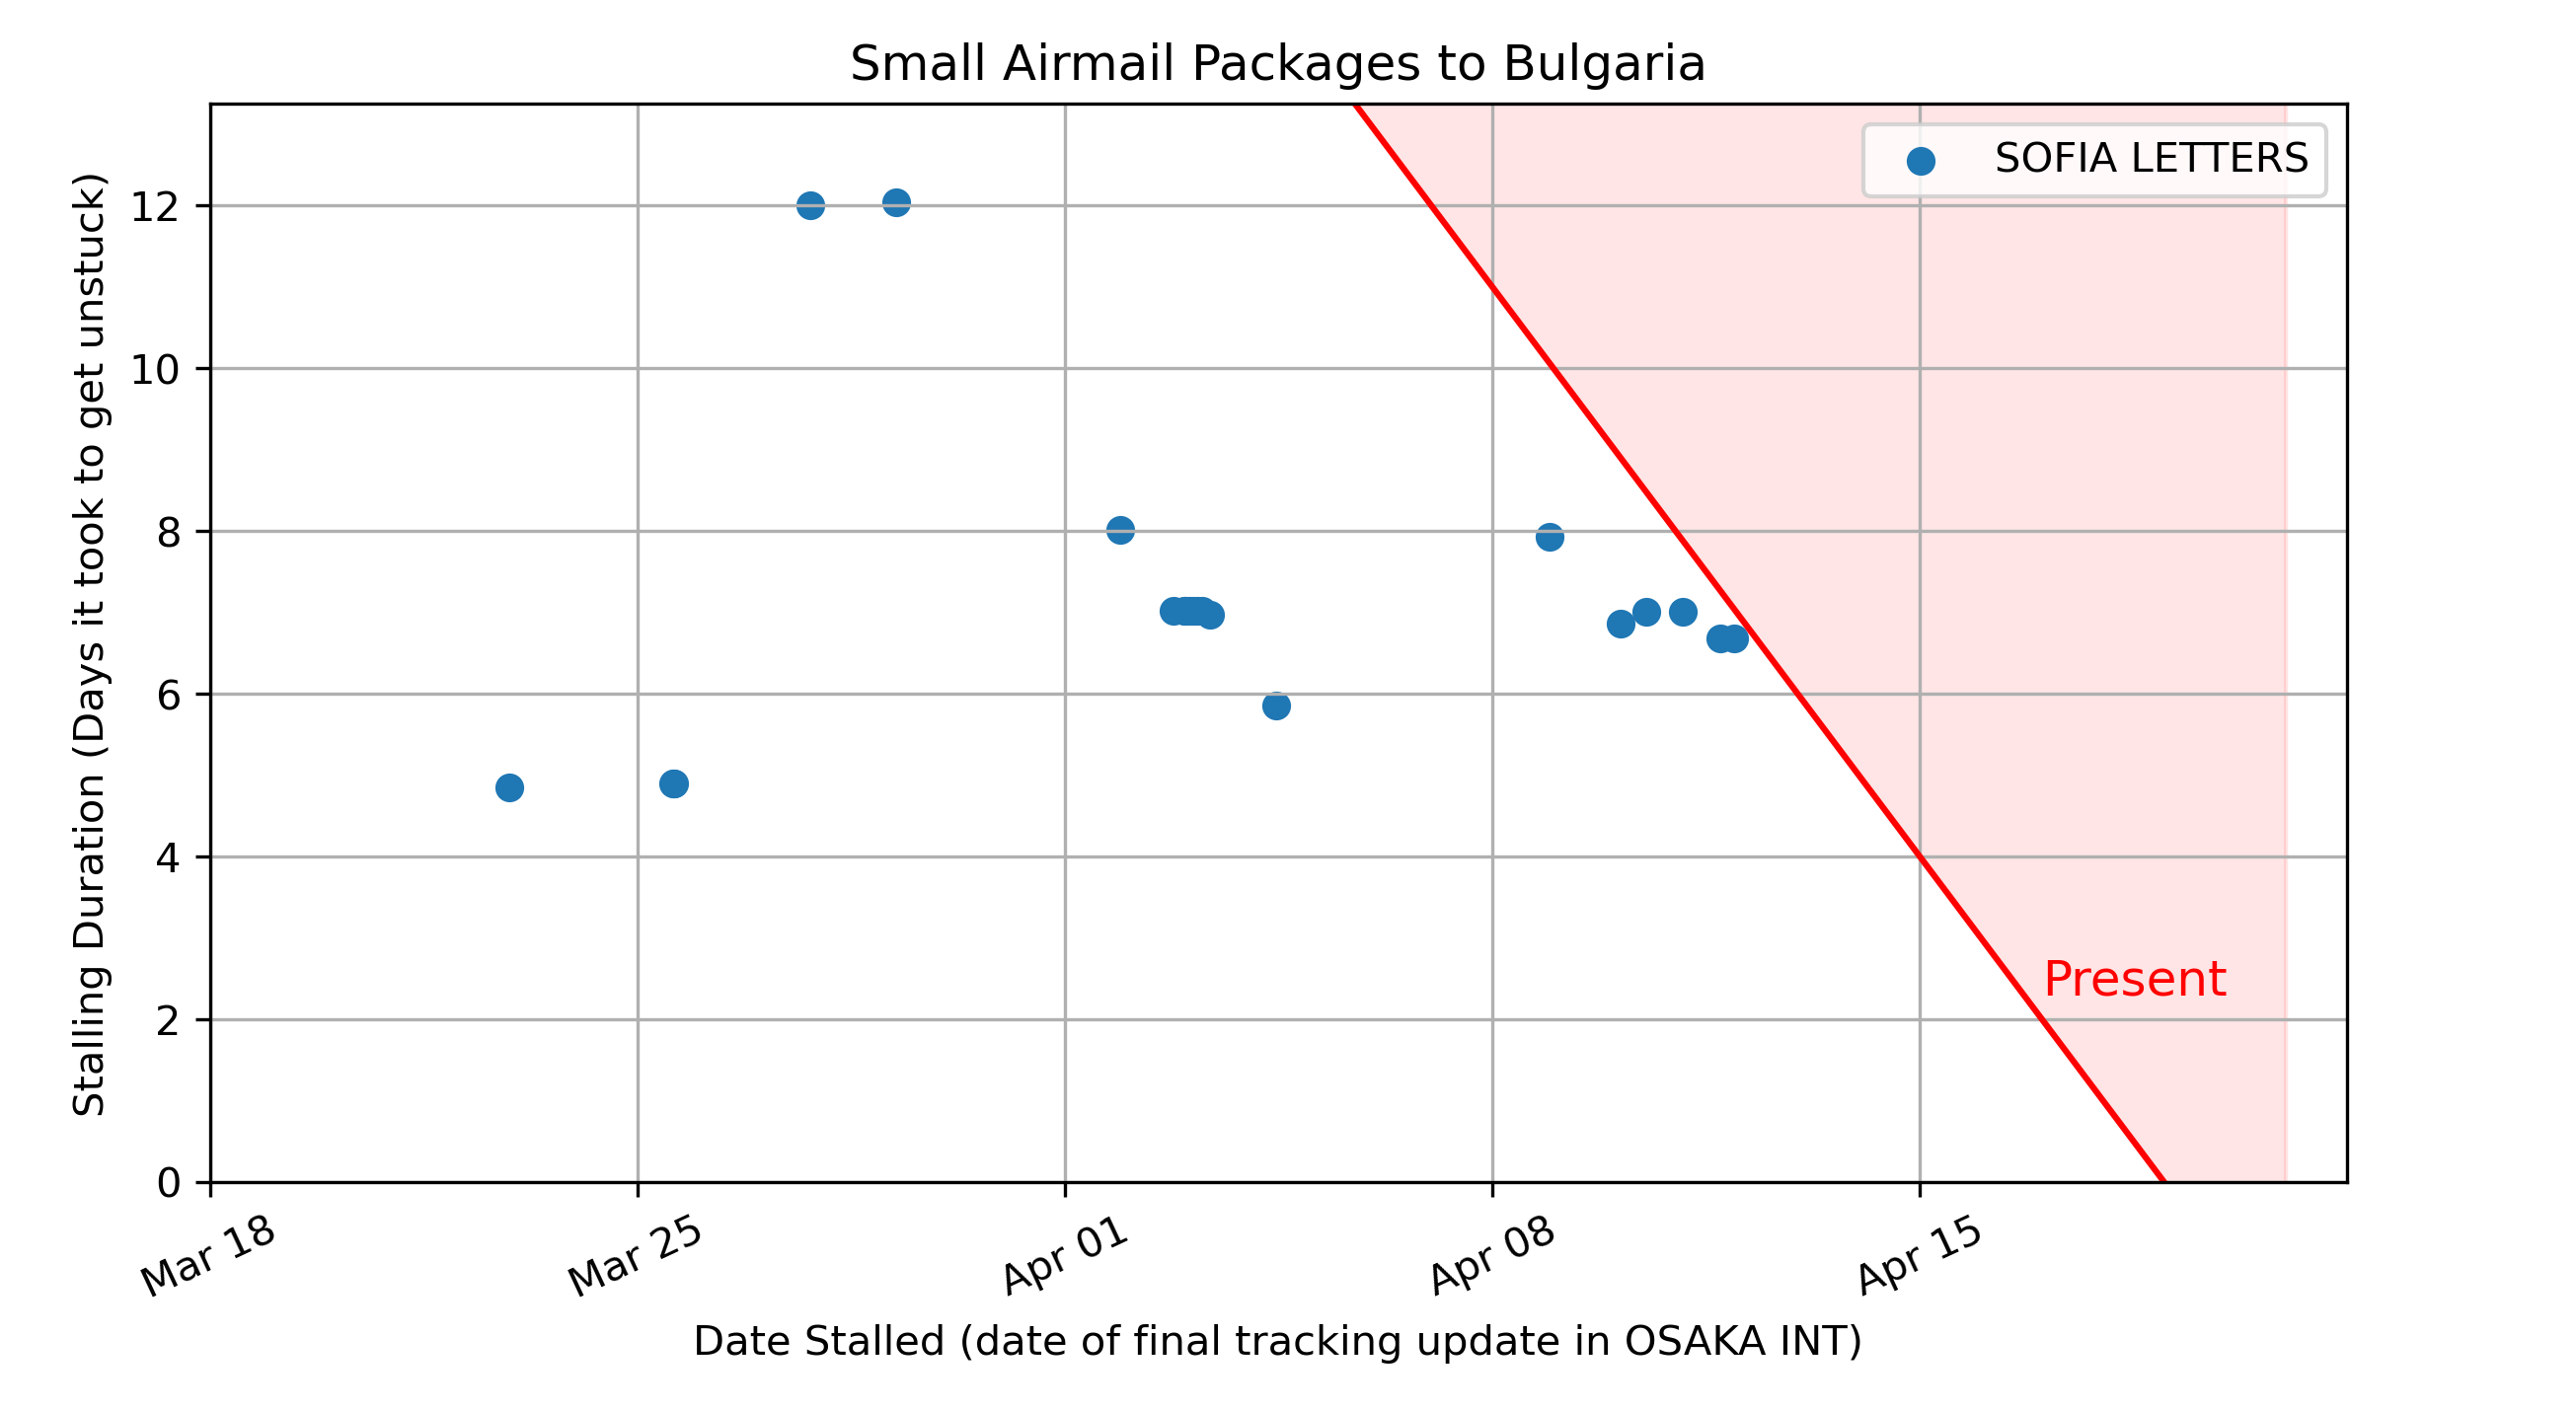 Small Airmail Packages to Bulgaria
SOFIA LETTERS
Stalling Duration (Days it took to get unstuck)
12
10
8
6
4
2
0
Present
Mar 18
Mar 25
Apr 01
Apr 08
Apr 15
Date Stalled (date of final tracking update in OSAKA INT)